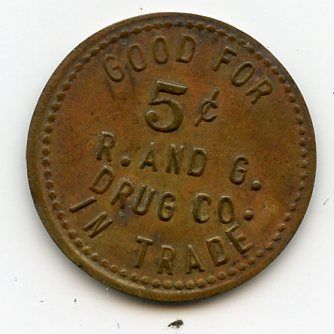 GOOD FOR
5¢
R. AND G.
DRUG CO.
IN TRADE